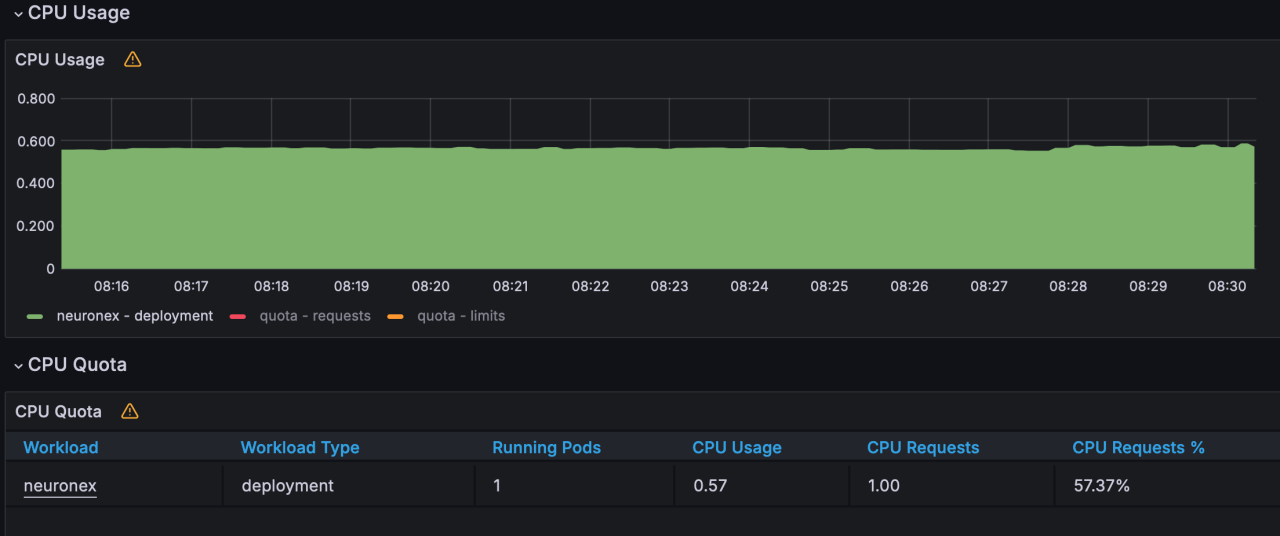 CPU Usage
CPU Usage
0.800
0.600
0.400
0.200
0
08:16 08:17 08:18 08:19 08:20 08:21 08:22 08:23 08:24 08:25 08:26 08:27 08:28 08:29 08:30
neuronex - deployment quota - requests quota - limits
CPU Quota
CPU Quota
Workload Workload Type Running Pods CPU Usage CPU Requests CPU Requests %
neuronex deployment 1 0.57 1.00 57.37%